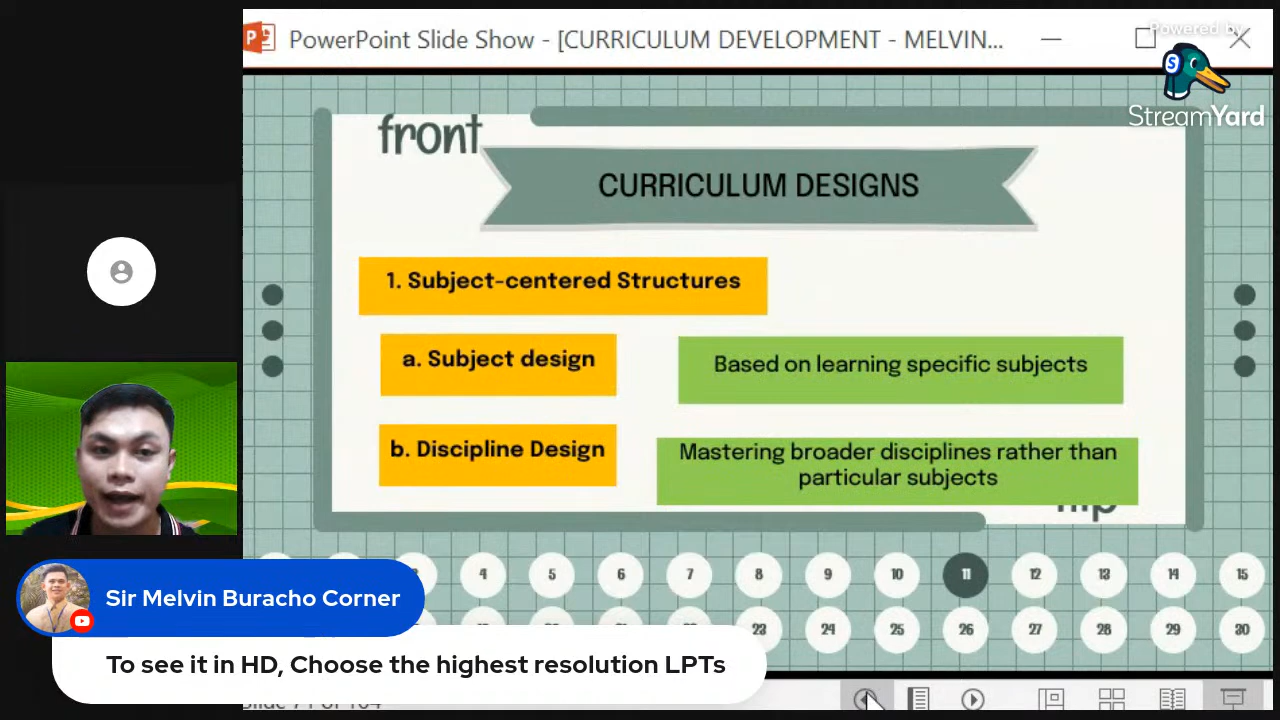 PowerPoint Slide Show - [CURRICULUM DEVELOPMENT - MELVIN...
Powered by
StreamYard
front
CURRICULUM DESIGNS
1. Subject-centered Structures
a. Subject design
Based on learning specific subjects
b. Discipline Design
Mastering broader disciplines rather than
particular subjects
4 5 6 7 8 9 10 11 12 13 14 15
23 24 25 26 27 28 29 30
Sir Melvin Buracho Corner
To see it in HD, Choose the highest resolution LPTs